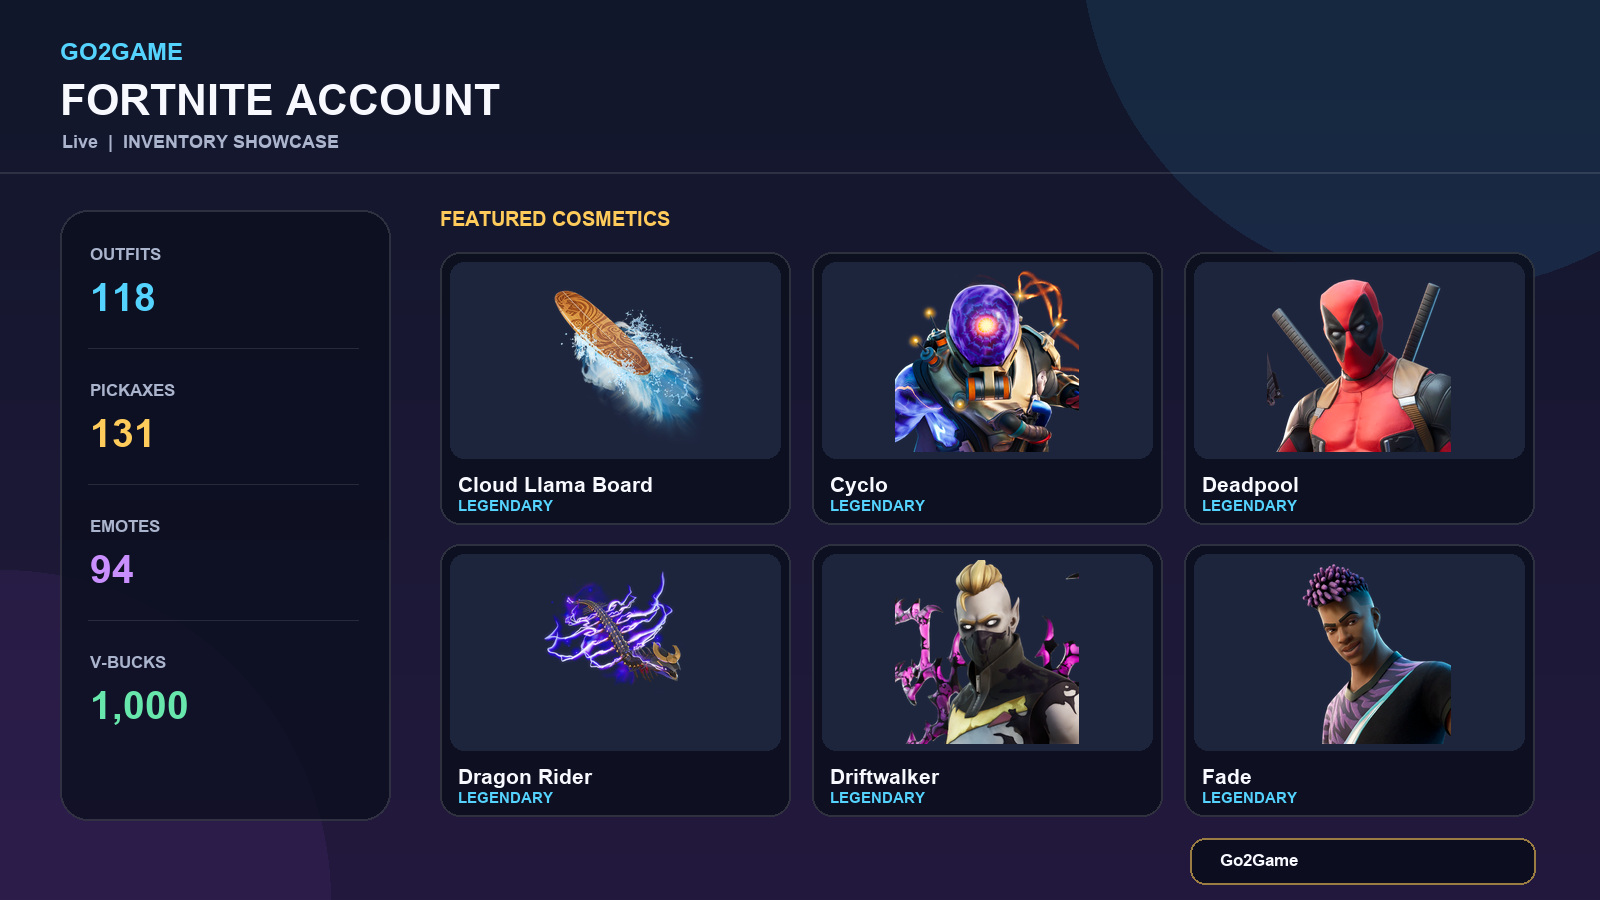 GO2GAME
FORTNITE ACCOUNT
Live | INVENTORY SHOWCASE
OUTFITS
118
PICKAXES
131
EMOTES
94
V-BUCKS
1,000
FEATURED COSMETICS
Cloud Llama Board
LEGENDARY
Cyclo
LEGENDARY
Deadpool
LEGENDARY
Dragon Rider
LEGENDARY
Driftwalker
LEGENDARY
Fade
LEGENDARY
Go2Game